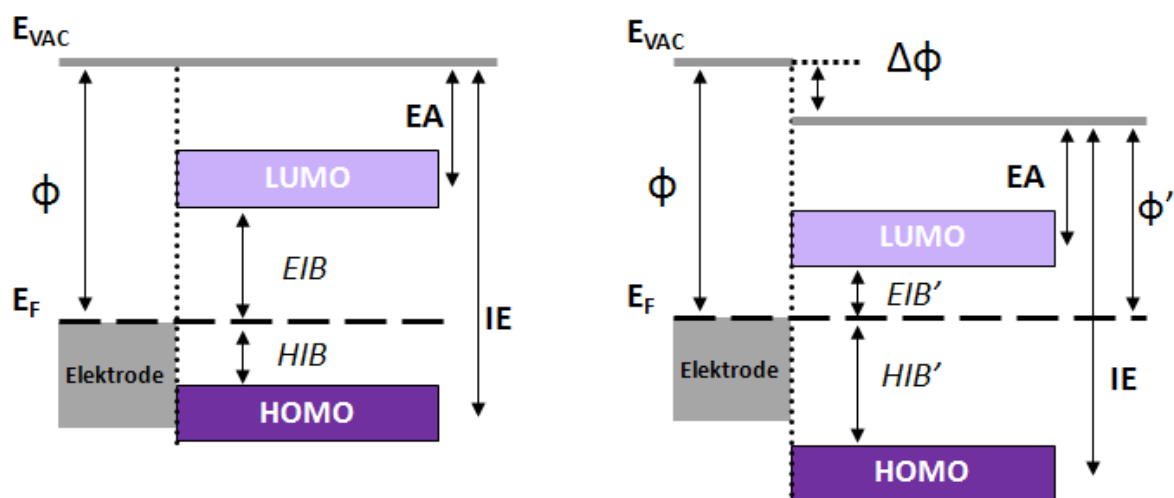 E_VAC
EA
LUMO
ϕ
EIB
E_F
IE
HIB
Elektrode
HOMO
E_VAC
Δϕ
EA
ϕ
ϕ’
LUMO
E_F
EIB’
Elektrode
HIB’
IE
HOMO